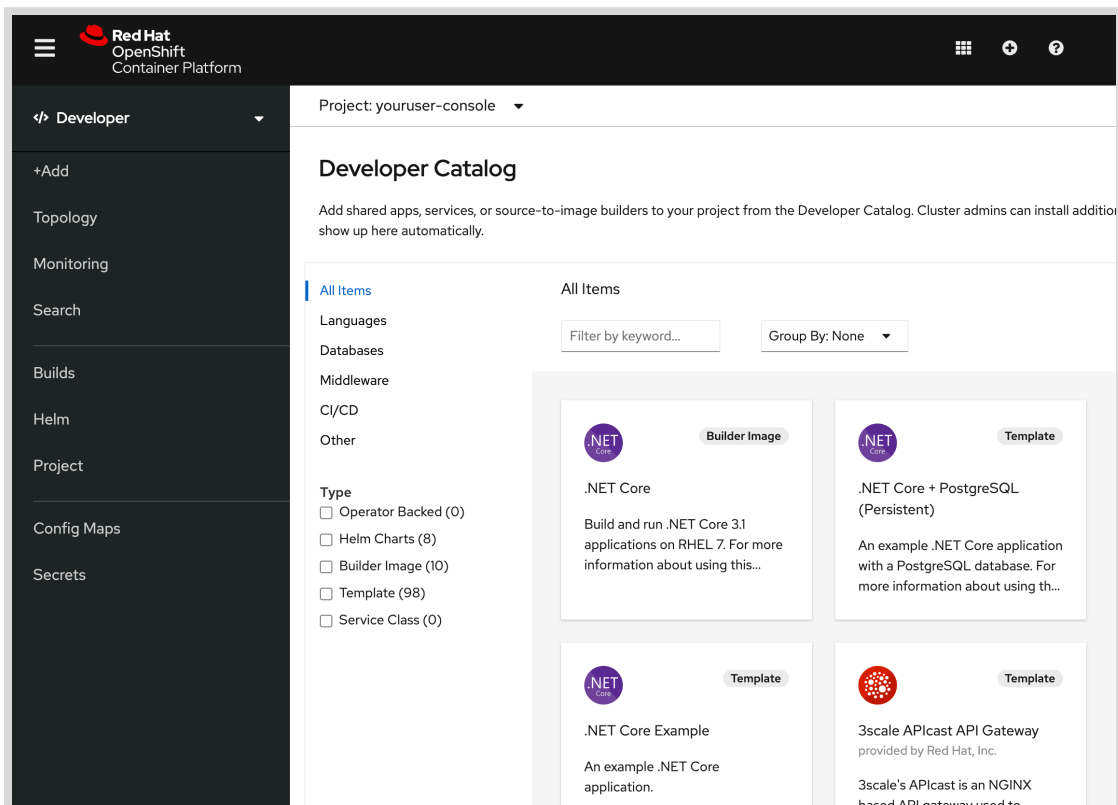 Red Hat
OpenShift
Container Platform
</> Developer
+Add
Topology
Monitoring
Search
Builds
Helm
Project
Config Maps
Secrets
Project: youruser-console
Developer Catalog
Add shared apps, services, or source-to-image builders to your project from the Developer Catalog. Cluster admins can install
show up here automatically.
All Items
Languages
Databases
Middleware
CI/CD
Other
Type
Operator Backed (0)
Helm Charts (8)
Builder Image (10)
Template (98)
Service Class (0)
All Items
Filter by keyword...
Group By: None
.NET
Core
Builder Image
.NET Core
Build and run .NET Core 3.1
applications on RHEL 7. For more
information about using this...
.NET
Core
Template
.NET Core + PostgreSQL
(Persistent)
An example .NET Core application
with a PostgreSQL database. For
more information about using th...
.NET
Core
Template
.NET Core Example
An example .NET Core
application.
Template
3scale APIcast API Gateway
provided by Red Hat, Inc.
3scale's APIcast is an NGINX
based API gateway used to